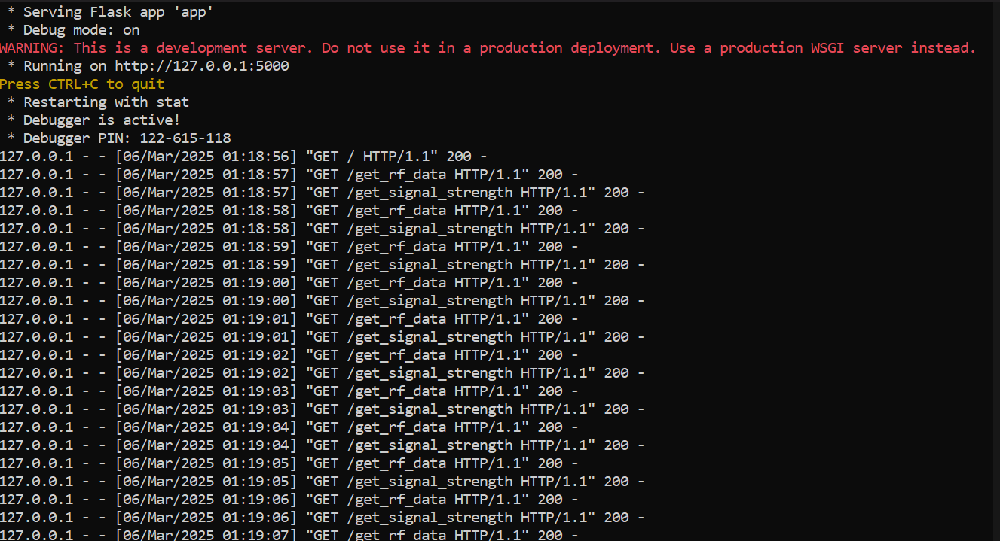 * Serving Flask app 'app'
* Debug mode: on
WARNING: This is a development server. Do not use it in a production deployment. Use a production WSGI server instead.
* Running on http://127.0.0.1:5000
Press CTRL+C to quit
* Restarting with stat
* Debugger is active!
* Debugger PIN: 122-615-118
127.0.0.1 - - [06/Mar/2025 01:18:56] "GET / HTTP/1.1" 200 -
127.0.0.1 - - [06/Mar/2025 01:18:57] "GET /get_rf_data HTTP/1.1" 200 -
127.0.0.1 - - [06/Mar/2025 01:18:57] "GET /get_signal_strength HTTP/1.1" 200 -
127.0.0.1 - - [06/Mar/2025 01:18:58] "GET /get_rf_data HTTP/1.1" 200 -
127.0.0.1 - - [06/Mar/2025 01:18:58] "GET /get_signal_strength HTTP/1.1" 200 -
127.0.0.1 - - [06/Mar/2025 01:18:59] "GET /get_rf_data HTTP/1.1" 200 -
127.0.0.1 - - [06/Mar/2025 01:18:59] "GET /get_signal_strength HTTP/1.1" 200 -
127.0.0.1 - - [06/Mar/2025 01:19:00] "GET /get_rf_data HTTP/1.1" 200 -
127.0.0.1 - - [06/Mar/2025 01:19:00] "GET /get_signal_strength HTTP/1.1" 200 -
127.0.0.1 - - [06/Mar/2025 01:19:01] "GET /get_rf_data HTTP/1.1" 200 -
127.0.0.1 - - [06/Mar/2025 01:19:01] "GET /get_signal_strength HTTP/1.1" 200 -
127.0.0.1 - - [06/Mar/2025 01:19:02] "GET /get_rf_data HTTP/1.1" 200 -
127.0.0.1 - - [06/Mar/2025 01:19:02] "GET /get_signal_strength HTTP/1.1" 200 -
127.0.0.1 - - [06/Mar/2025 01:19:03] "GET /get_rf_data HTTP/1.1" 200 -
127.0.0.1 - - [06/Mar/2025 01:19:03] "GET /get_signal_strength HTTP/1.1" 200 -
127.0.0.1 - - [06/Mar/2025 01:19:04] "GET /get_rf_data HTTP/1.1" 200 -
127.0.0.1 - - [06/Mar/2025 01:19:04] "GET /get_signal_strength HTTP/1.1" 200 -
127.0.0.1 - - [06/Mar/2025 01:19:05] "GET /get_rf_data HTTP/1.1" 200 -
127.0.0.1 - - [06/Mar/2025 01:19:05] "GET /get_signal_strength HTTP/1.1" 200 -
127.0.0.1 - - [06/Mar/2025 01:19:06] "GET /get_rf_data HTTP/1.1" 200 -
127.0.0.1 - - [06/Mar/2025 01:19:06] "GET /get_signal_strength HTTP/1.1" 200 -
127.0.0.1 - - [06/Mar/2025 01:19:07] "GET /get_rf_data HTTP/1.1" 200 -